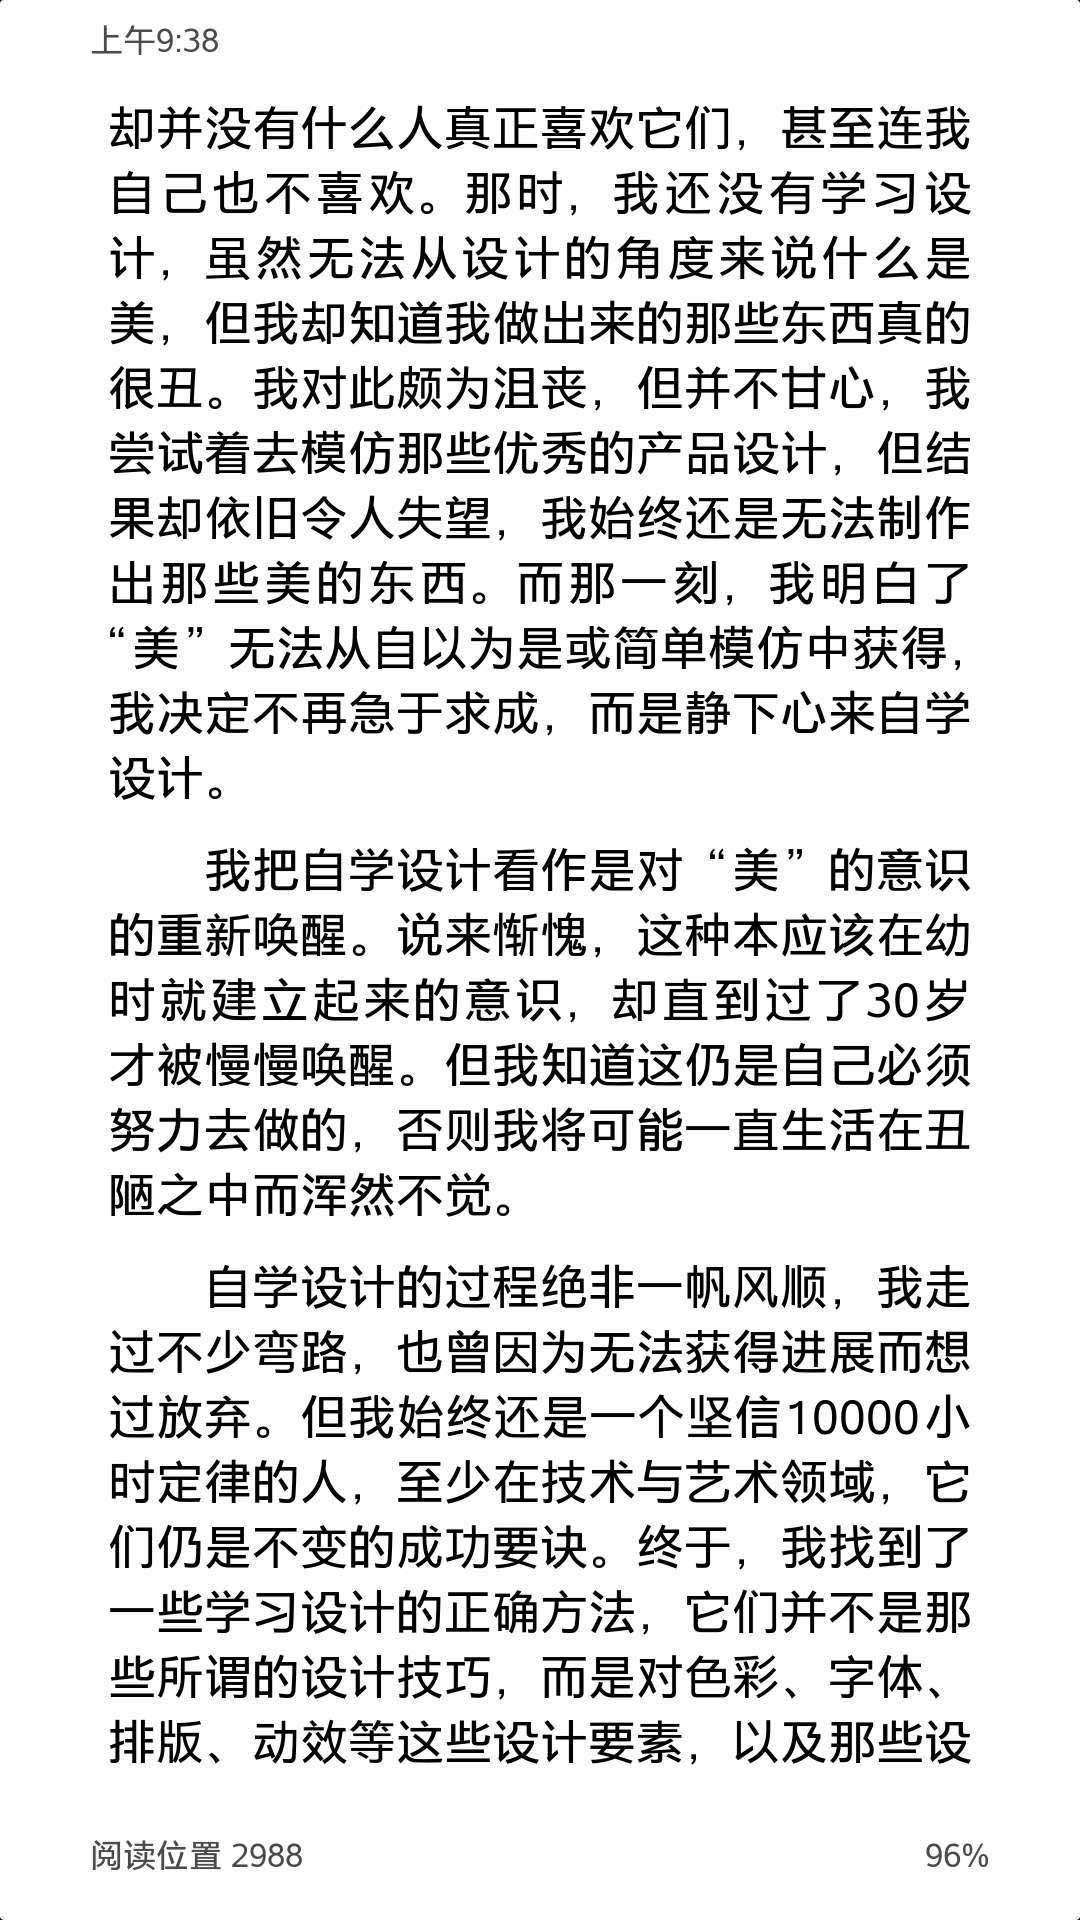 上午9:38
却并没有什么人真正喜欢它们，甚至连我
自己也不喜欢。那时，我还没有学习设
计，虽然无法从设计的角度来说什么是
美，但我却知道我做出来的那些东西真的
很丑。我对此颇为沮丧，但并不甘心，我
尝试着去模仿那些优秀的产品设计，但结
果却依旧令人失望，我始终还是无法制作
出那些美的东西。而那一刻，我明白了
“美”无法从自以为是或简单模仿中获得，
我决定不再急于求成，而是静下心来自学
设计。
我把自学设计看作是对“美”的意识
的重新唤醒。说来惭愧，这种本应该在幼
时就建立起来的意识，却直到过了30岁
才被慢慢唤醒。但我知道这仍是自己必须
努力去做的，否则我将可能一直生活在丑
陋之中而浑然不觉。
自学设计的过程绝非一帆风顺，我走
过不少弯路，也曾因为无法获得进展而想
过放弃。但我始终还是一个坚信10000小
时定律的人，至少在技术与艺术领域，它
们仍是不变的成功要诀。终于，我找到了
一些学习设计的正确方法，它们并不是那
些所谓的设计技巧，而是对色彩、字体、
排版、动效等这些设计要素，以及那些设
阅读位置 2988
96%